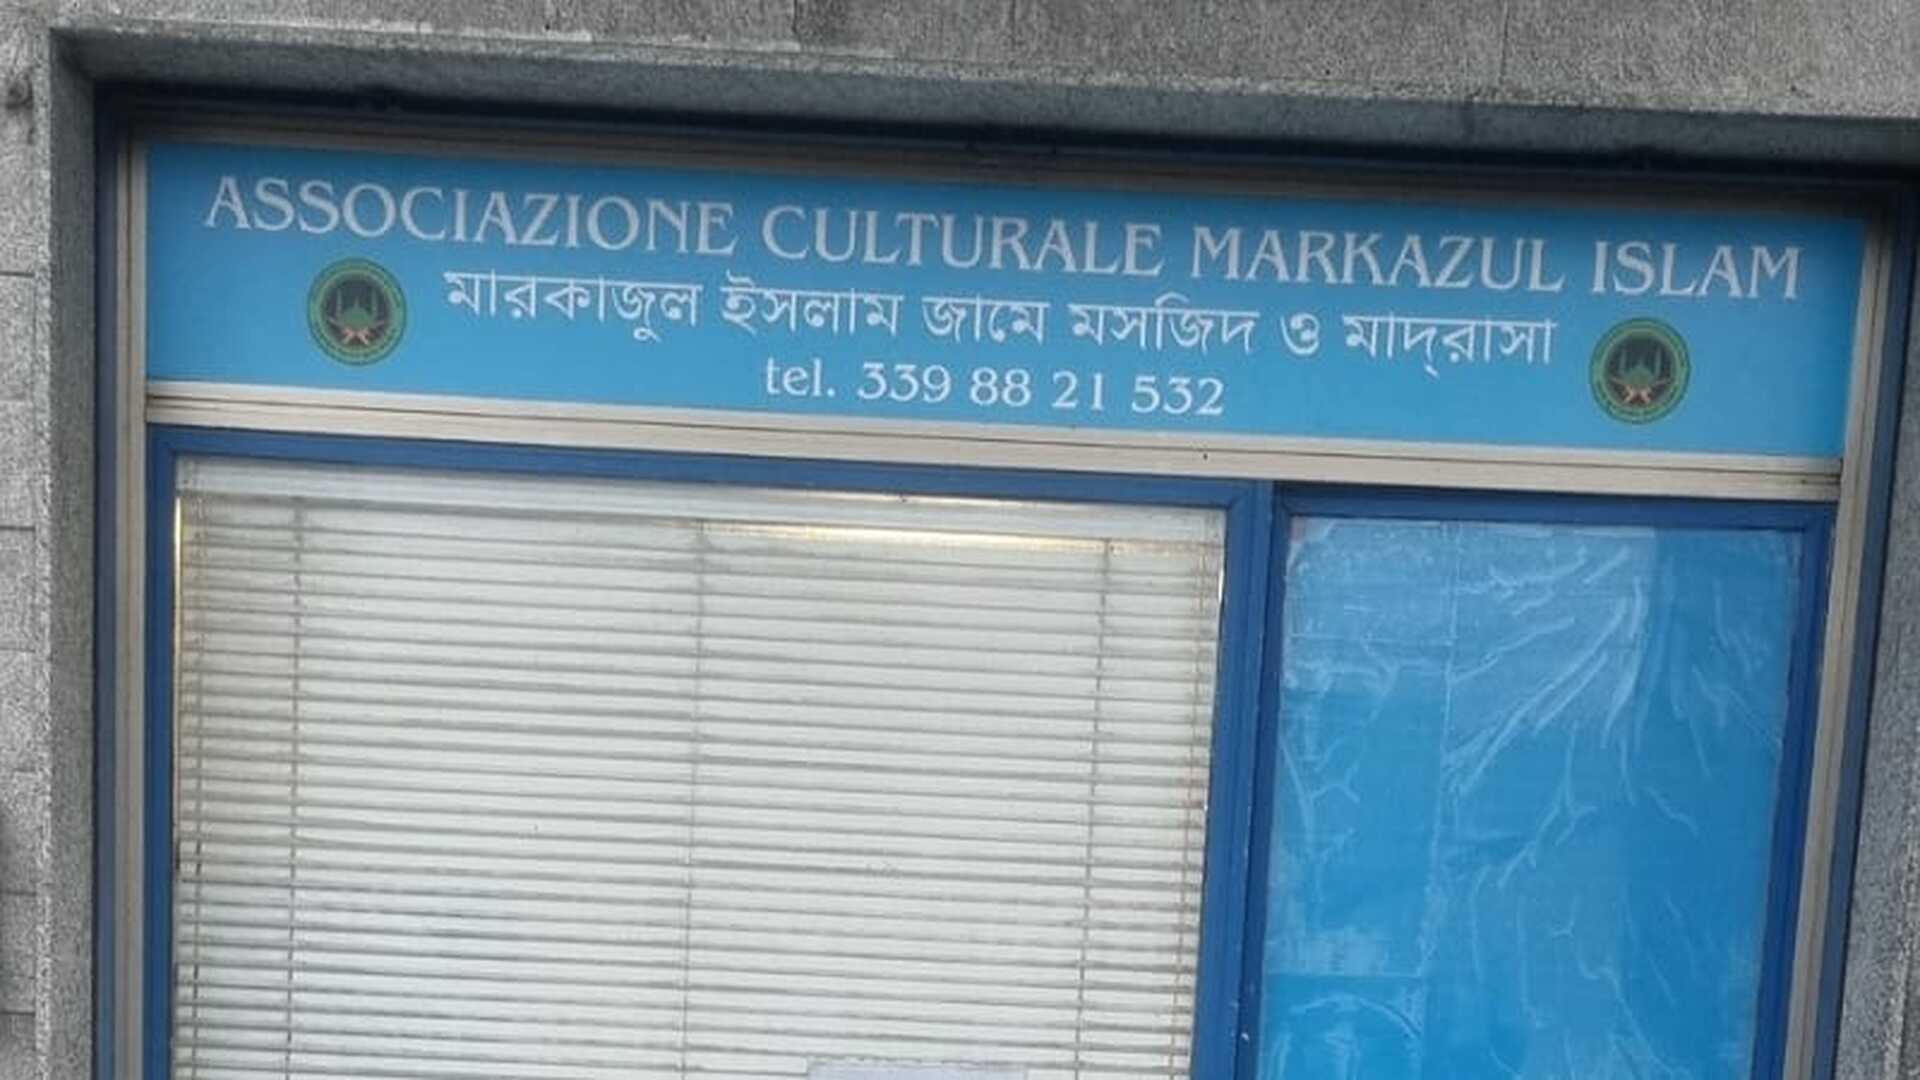 ASSOCIAZIONE CULTURALE MARKAZUL ISLAM
মারকাজুল ইসলাম জামে মসজিদ ও মাদ্‌রাসা
tel. 339 88 21 532